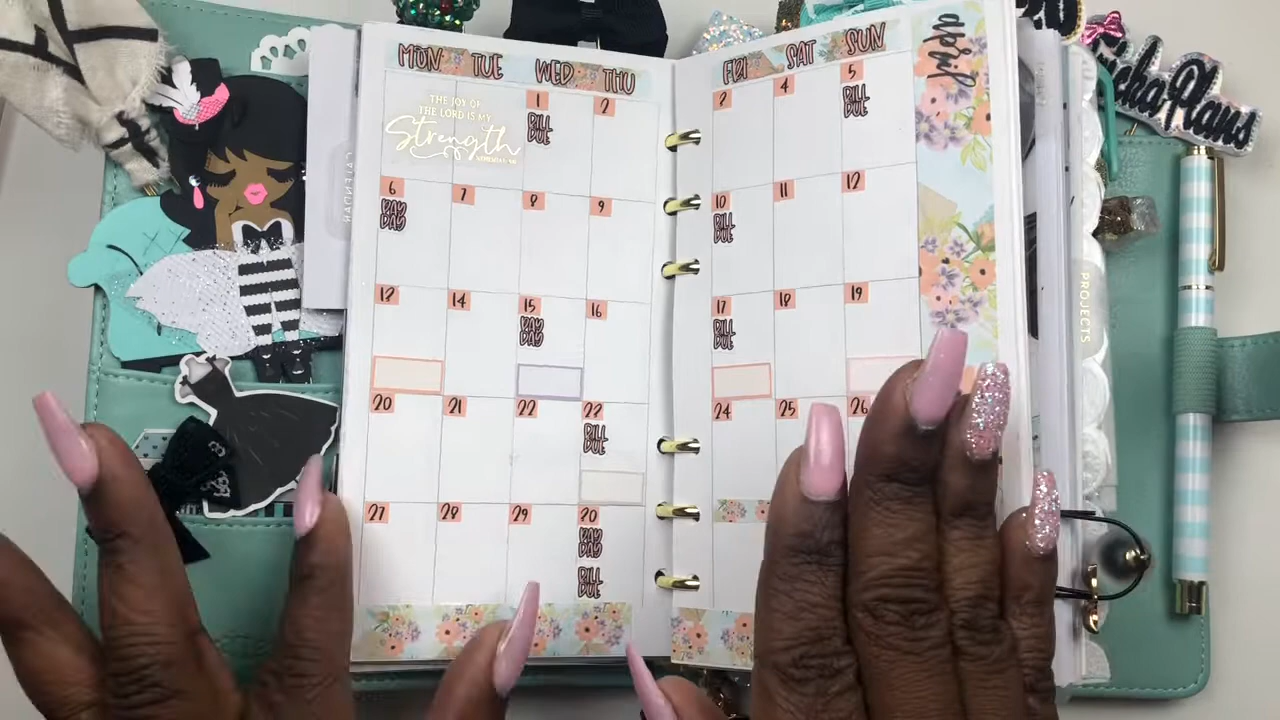 MON TUE WED THU
FRI SAT SUN
april
THE JOY OF
THE LORD IS MY
Strength
1 2
BILL
DUE
3 4 5
BILL
DUE
6 7 8 9
PAY
DAY
10 11 12
BILL
DUE
13 14 15 16
PAY
DAY
17 18 19
BILL
DUE
20 21 22 23
BILL
DUE
24 25 26
27 28 29 30
PAY
DAY
BILL
DUE
CALENDAR
PROJECTS
Plans